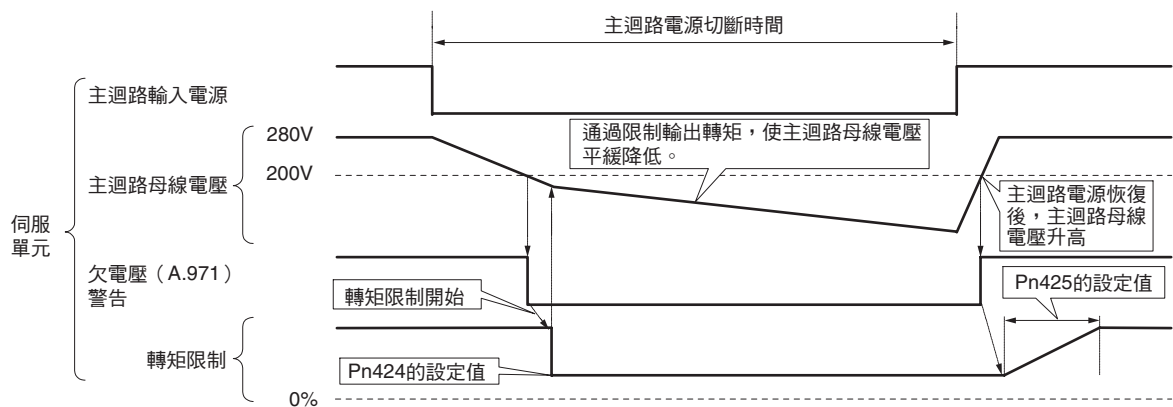 主迴路電源切斷時間
主迴路輸入電源
280V
通過限制輸出轉矩，使主迴路母線電壓
平緩降低。
200V
主迴路母線電壓
主迴路電源恢復
後，主迴路母線
電壓升高
伺服
單元
欠電壓（A.971）
警告
轉矩限制開始
Pn425的設定值
轉矩限制
Pn424的設定值
0%